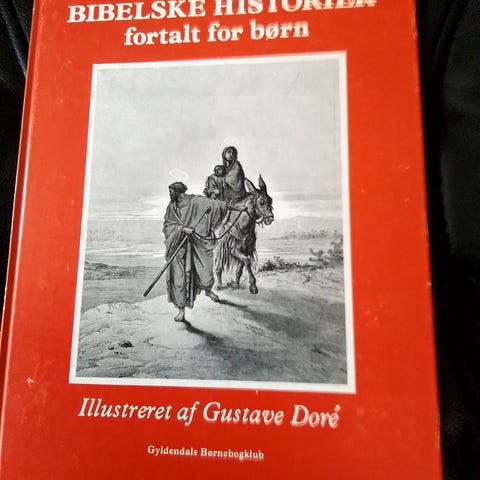 BIBELSKE HISTORIER
fortalt for børn
Illustreret af Gustave Doré
Gyldendals Børnebogklub